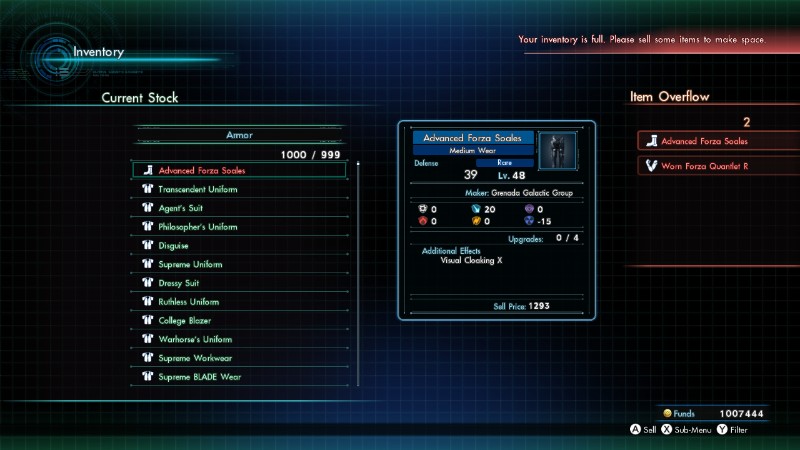 Inventory
Your inventory is full. Please sell some items to make space.
Current Stock
Armor
1000 / 999
Advanced Forza Soales
Transcendent Uniform
Agent's Suit
Philosopher's Uniform
Disguise
Supreme Uniform
Dressy Suit
Ruthless Uniform
College Blazer
Warhorse's Uniform
Supreme Workwear
Supreme BLADE Wear
Advanced Forza Soales
Medium Wear
Defense Rare
39 Lv. 48
Maker: Grenada Galactic Group
0 20 0
0 0 -15
Upgrades: 0 / 4
Additional Effects
Visual Cloaking X
Sell Price: 1293
Item Overflow
2
Advanced Forza Soales
Worn Forza Quantlet R
Funds 1007444
A Sell X Sub-Menu Y Filter